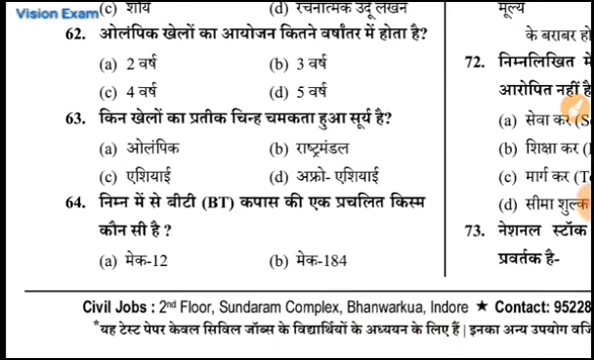 Vision Exam
(c) शौर्य (d) रचनात्मक उर्दू लेखन
62. ओलंपिक खेलों का आयोजन कितने वर्षांतर में होता है?
(a) 2 वर्ष (b) 3 वर्ष
(c) 4 वर्ष (d) 5 वर्ष
63. किन खेलों का प्रतीक चिन्ह चमकता हुआ सूर्य है?
(a) ओलंपिक (b) राष्ट्रमंडल
(c) एशियाई (d) अफ्रो- एशियाई
64. निम्न में से बीटी (BT) कपास की एक प्रचलित किस्म
कौन सी है ?
(a) मेक-12 (b) मेक-184
मूल्य
के बराबर हो
72. निम्नलिखित में
आरोपित नहीं है
(a) सेवा कर (S
(b) शिक्षा कर (
(c) मार्ग कर (T
(d) सीमा शुल्क
73. नेशनल स्टॉक
प्रवर्तक है-
Civil Jobs : 2nd Floor, Sundaram Complex, Bhanwarkua, Indore ★ Contact: 95228
*यह टेस्ट पेपर केवल सिविल जॉब्स के विद्यार्थियों के अध्ययन के लिए हैं | इनका अन्य उपयोग वर्जि